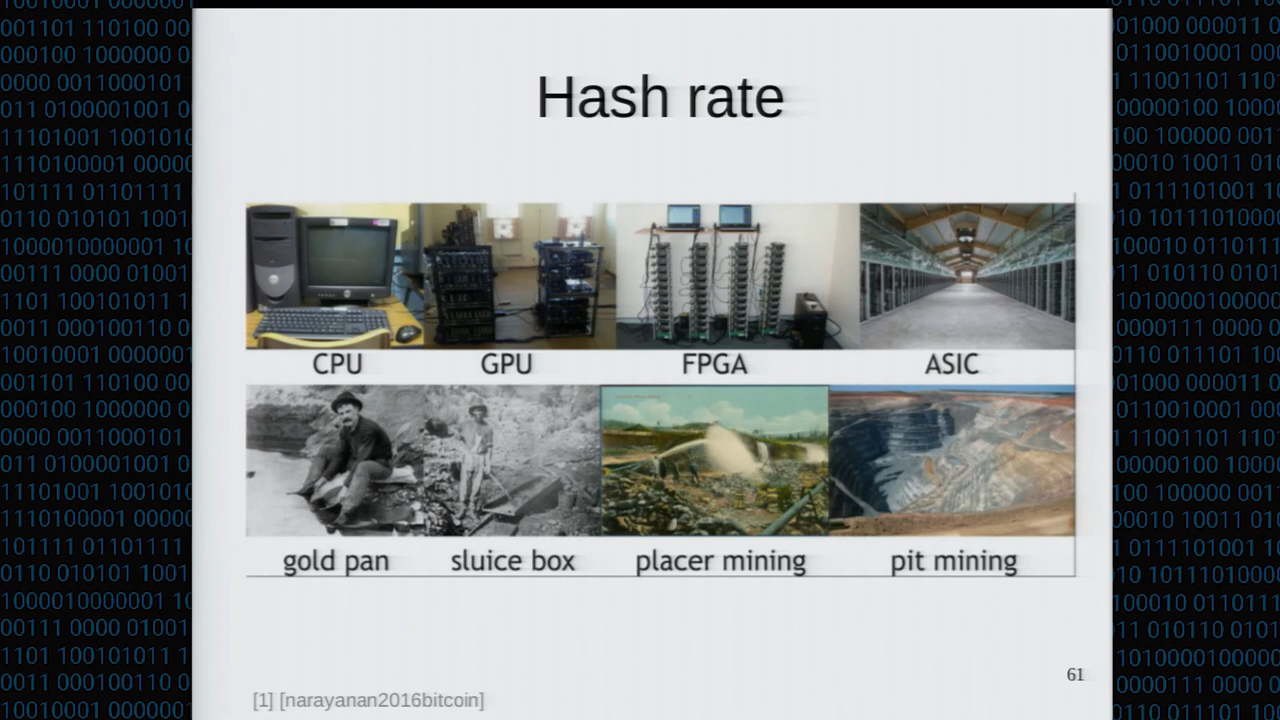 Hash rate
CPU GPU FPGA ASIC
gold pan sluice box placer mining pit mining
61
[1] [narayanan2016bitcoin]